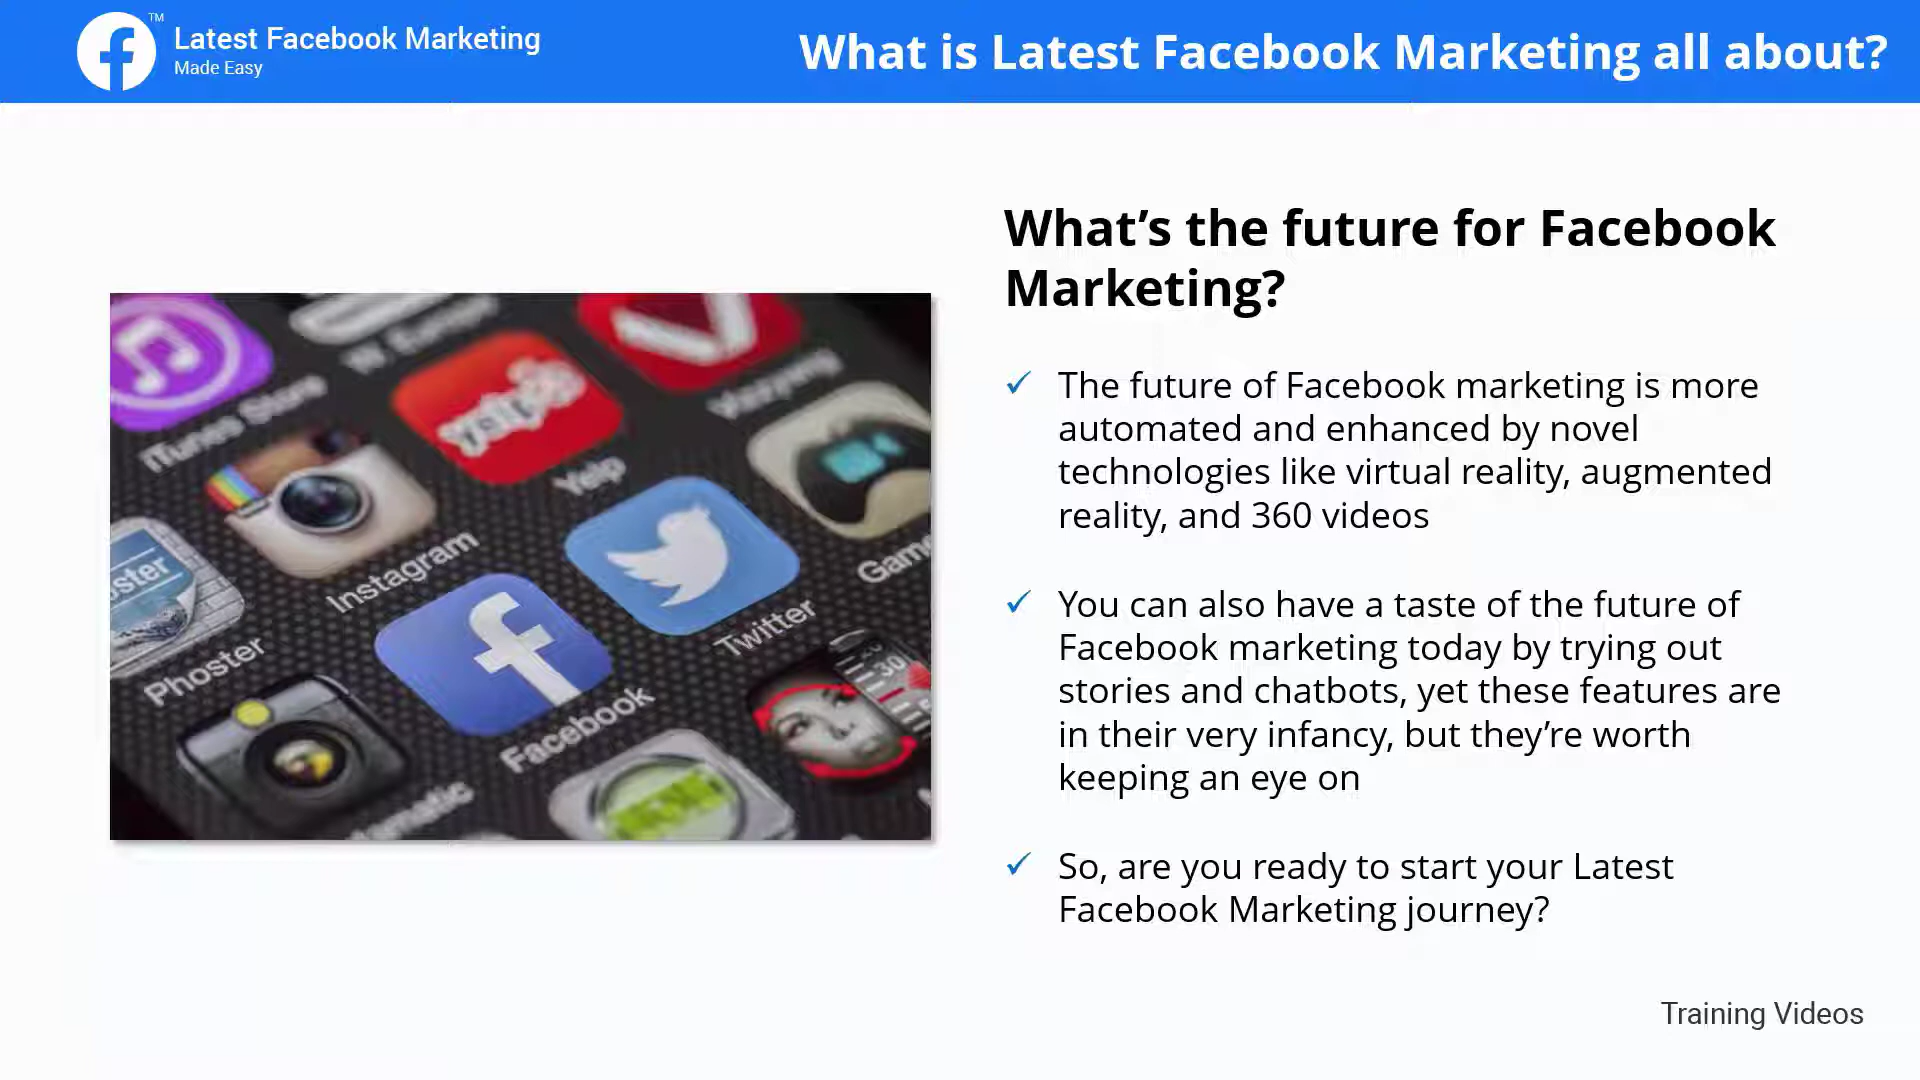 TM
Latest Facebook Marketing
Made Easy
What is Latest Facebook Marketing all about?
What’s the future for Facebook
Marketing?
The future of Facebook marketing is more
automated and enhanced by novel
technologies like virtual reality, augmented
reality, and 360 videos
You can also have a taste of the future of
Facebook marketing today by trying out
stories and chatbots, yet these features are
in their very infancy, but they’re worth
keeping an eye on
So, are you ready to start your Latest
Facebook Marketing journey?
iTunes Store
yelp
Yelp
Instagram
Twitter
Phoster
Facebook
30
Training Videos